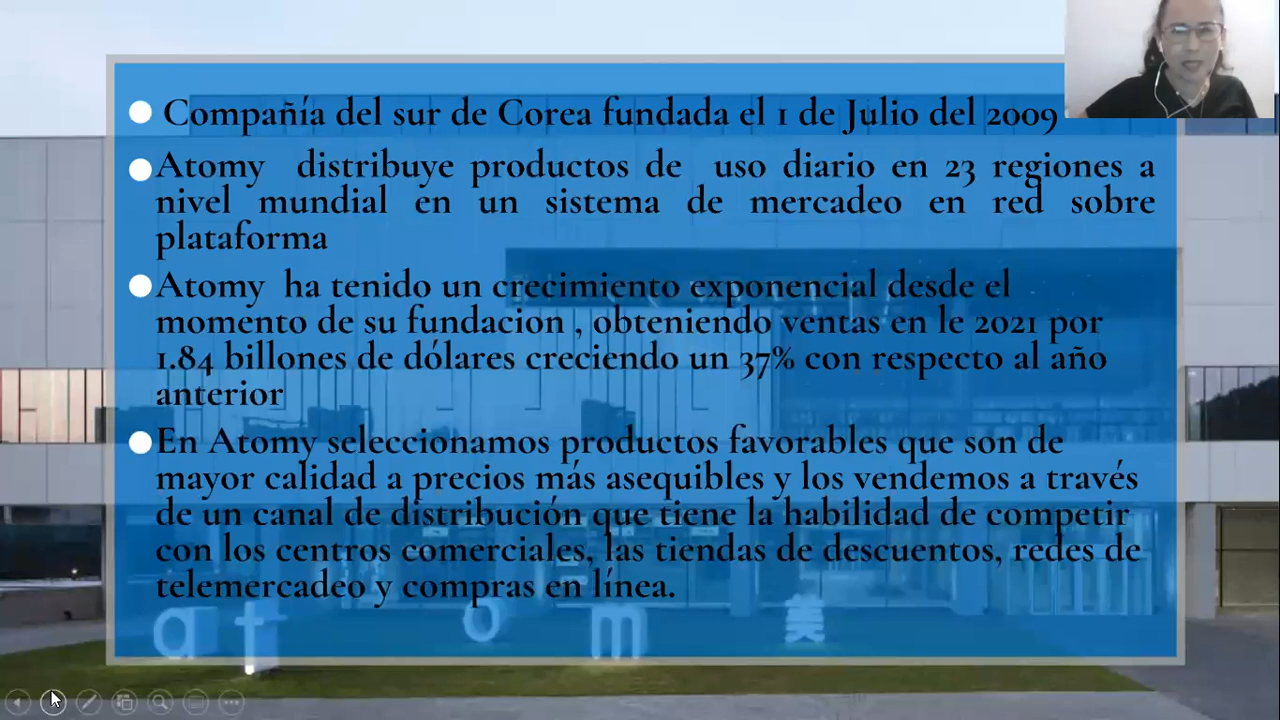 Compañía del sur de Corea fundada el 1 de Julio del 2009
Atomy distribuye productos de uso diario en 23 regiones a
nivel mundial en un sistema de mercadeo en red sobre
plataforma
Atomy ha tenido un crecimiento exponencial desde el
momento de su fundacion , obteniendo ventas en le 2021 por
1.84 billones de dólares creciendo un 37% con respecto al año
anterior
En Atomy seleccionamos productos favorables que son de
mayor calidad a precios más asequibles y los vendemos a través
de un canal de distribución que tiene la habilidad de competir
con los centros comerciales, las tiendas de descuentos, redes de
telemercadeo y compras en línea.
at o m 美